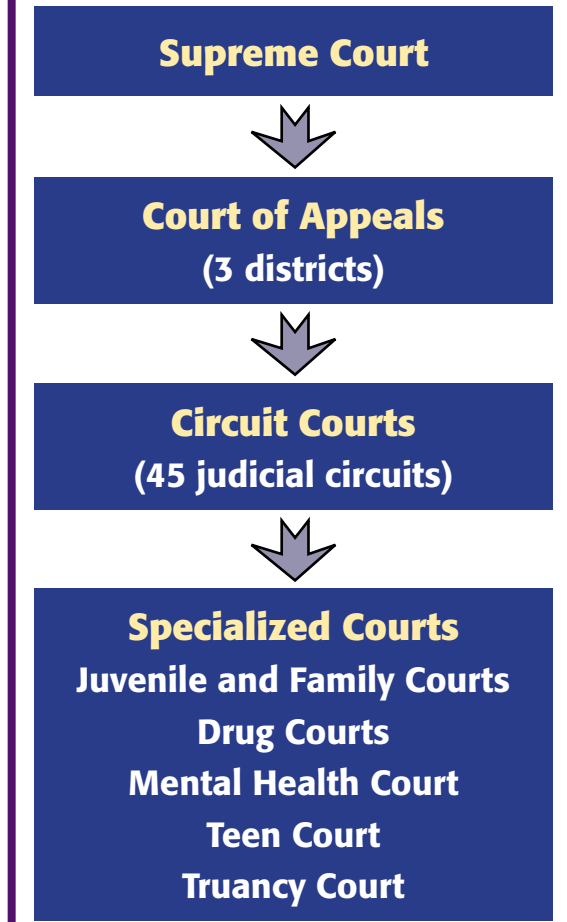 Supreme Court
Court of Appeals
(3 districts)
Circuit Courts
(45 judicial circuits)
Specialized Courts
Juvenile and Family Courts
Drug Courts
Mental Health Court
Teen Court
Truancy Court